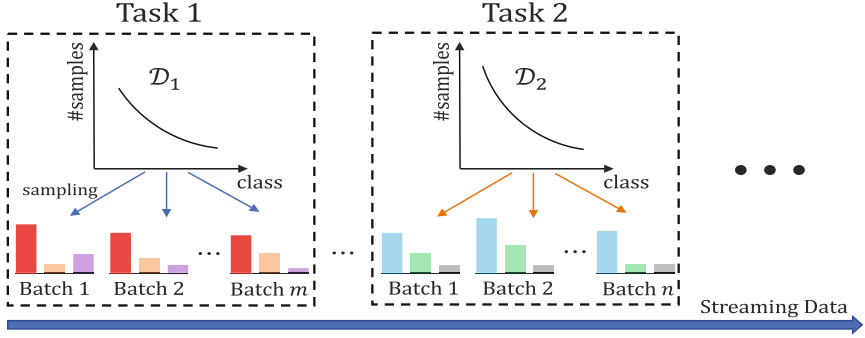 Task 1
Task 2
#samples
𝒟1
#samples
𝒟2
class
class
sampling
...
...
...
Batch 1
Batch 2
Batch m
Batch 1
Batch 2
Batch n
Streaming Data